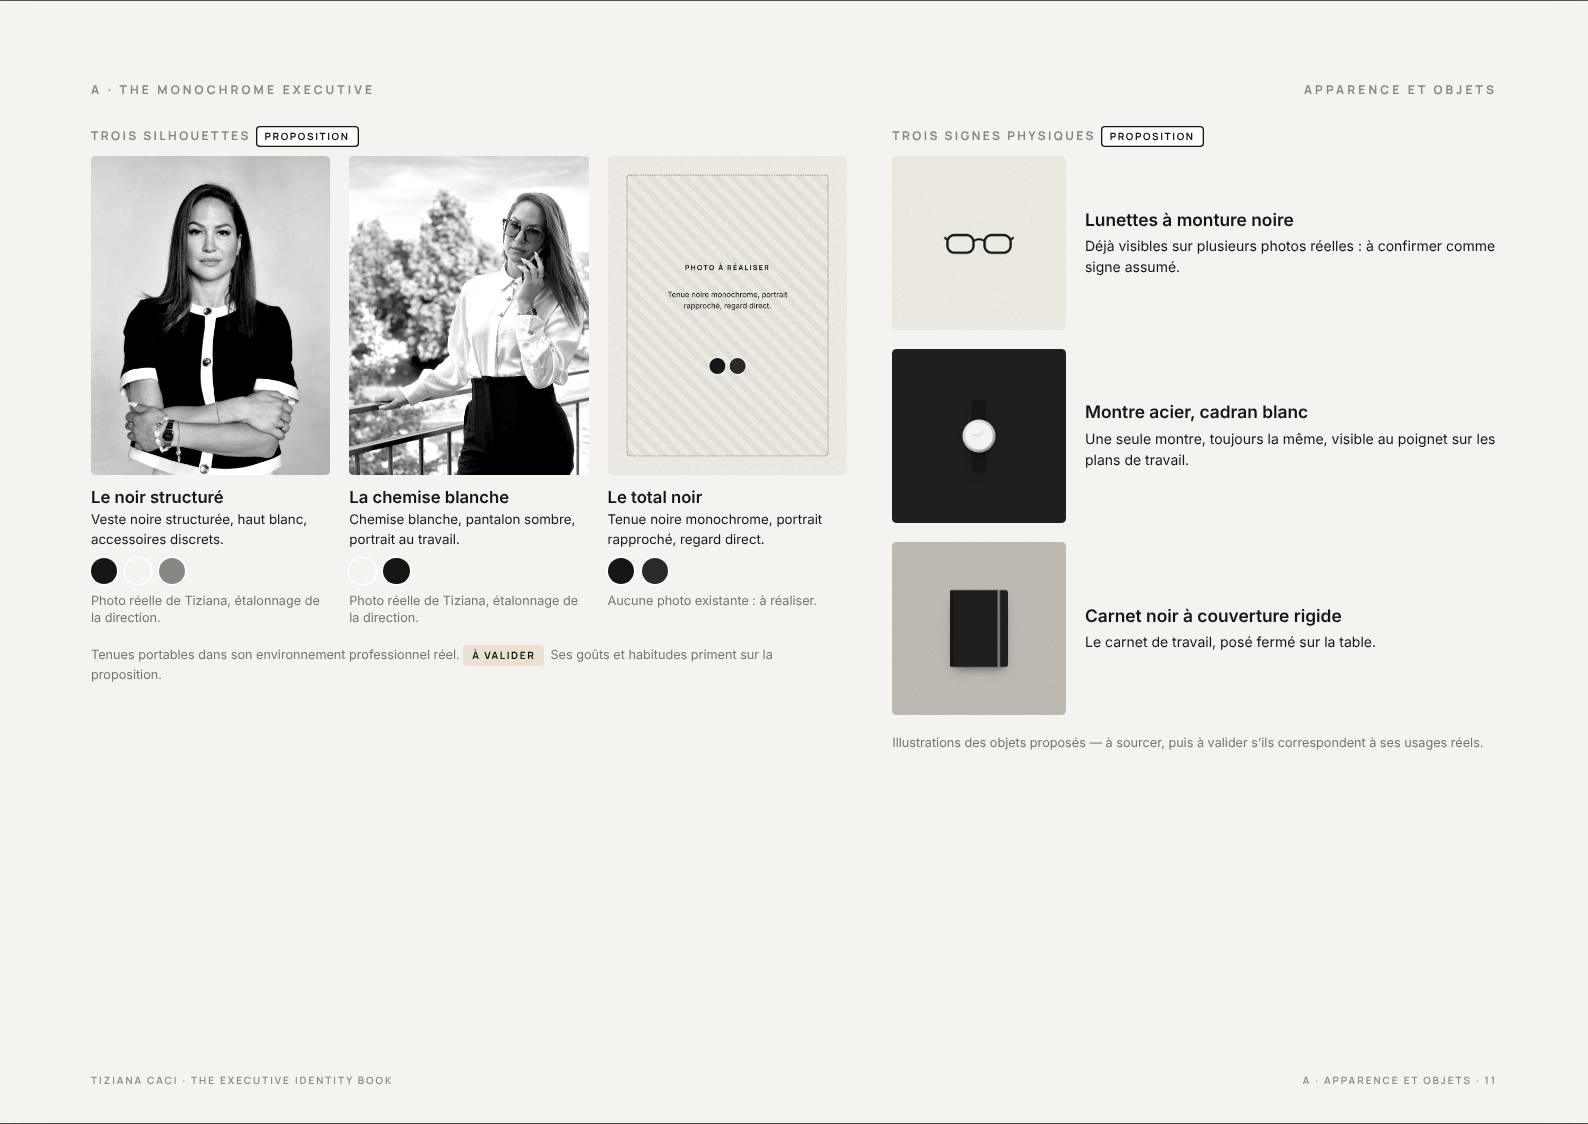 A · THE MONOCHROME EXECUTIVE
APPARENCE ET OBJETS
TROIS SILHOUETTES PROPOSITION
PHOTO À RÉALISER
Tenue noire monochrome, portrait
rapproché, regard direct.
Le noir structuré
Veste noire structurée, haut blanc,
accessoires discrets.
Photo réelle de Tiziana, étalonnage de
la direction.
La chemise blanche
Chemise blanche, pantalon sombre,
portrait au travail.
Photo réelle de Tiziana, étalonnage de
la direction.
Le total noir
Tenue noire monochrome, portrait
rapproché, regard direct.
Aucune photo existante : à réaliser.
Tenues portables dans son environnement professionnel réel. À VALIDER Ses goûts et habitudes priment sur la
proposition.
TROIS SIGNES PHYSIQUES PROPOSITION
Lunettes à monture noire
Déjà visibles sur plusieurs photos réelles : à confirmer comme
signe assumé.
Montre acier, cadran blanc
Une seule montre, toujours la même, visible au poignet sur les
plans de travail.
Carnet noir à couverture rigide
Le carnet de travail, posé fermé sur la table.
Illustrations des objets proposés — à sourcer, puis à valider s’ils correspondent à ses usages réels.
TIZIANA CACI · THE EXECUTIVE IDENTITY BOOK
A · APPARENCE ET OBJETS · 11